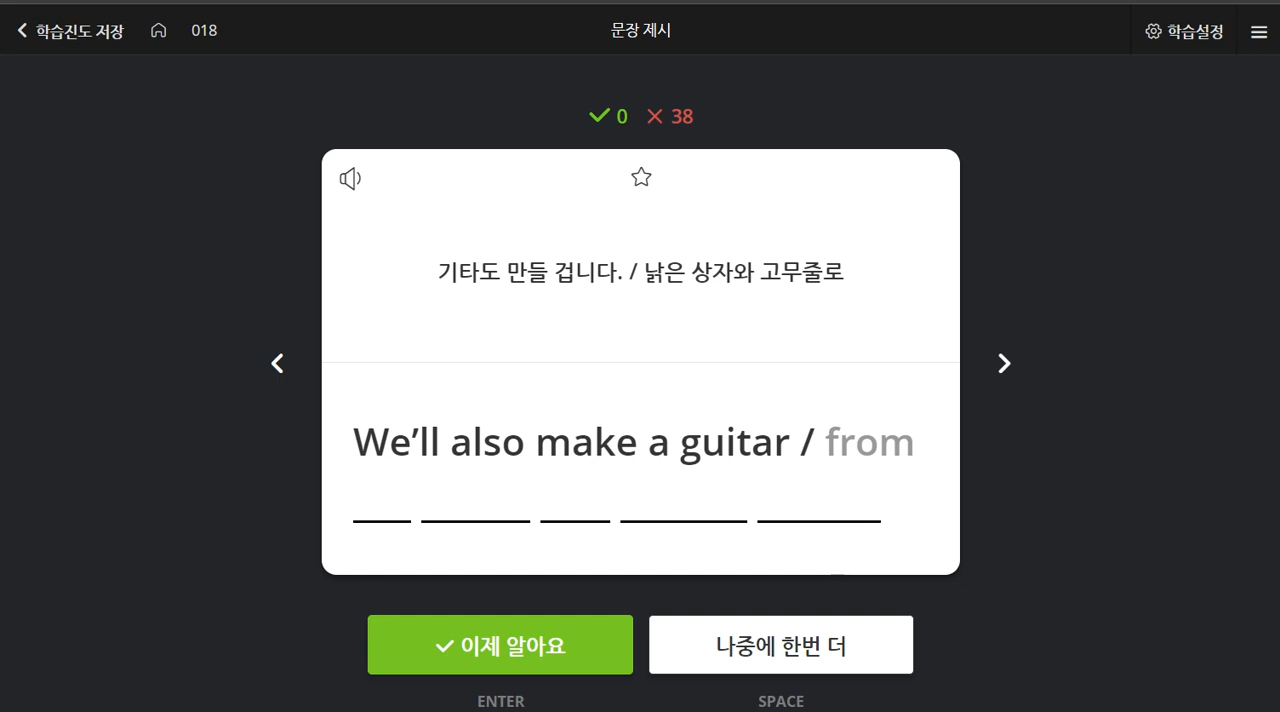 학습진도 저장 018 문장 제시 학습설정
0 38
기타도 만들 겁니다. / 낡은 상자와 고무줄로
We’ll also make a guitar / from
이제 알아요 나중에 한번 더
ENTER SPACE